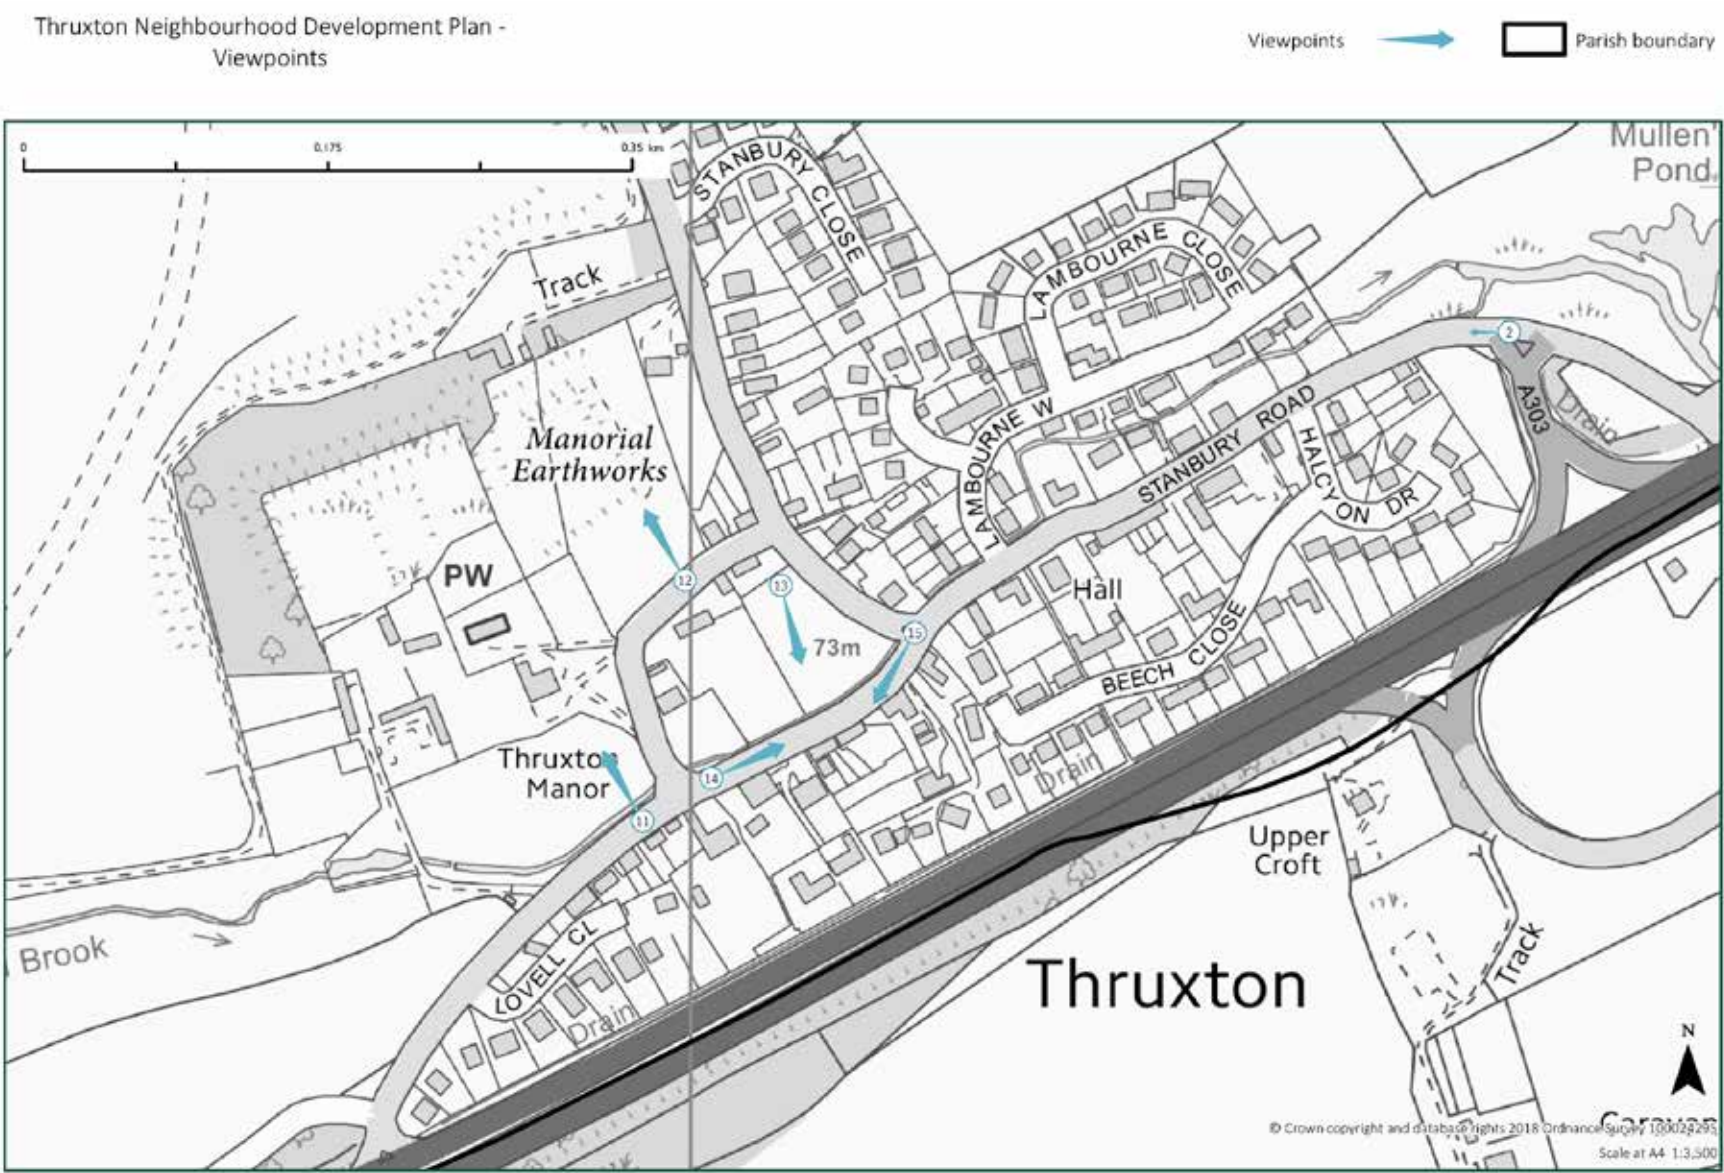 Thruxton Neighbourhood Development Plan -
Viewpoints
Viewpoints
Parish boundary
0
0.175
0.35 km
Mullen'
Pond
STANBURY CLOSE
LAMBOURNE CLOSE
Track
2
A303
Drain
LAMBOURNE W
STANBURY ROAD
HALCYON DR
Manorial
Earthworks
LAMBOURNE
PW
12
13
Hall
15
73m
BEECH CLOSE
Thruxton
Manor
14
Drain
11
Upper
Croft
Brook
LOVELL CL
Track
Thruxton
Drain
N
Caravan
© Crown copyright and database rights 2018 Ordnance Survey 100024295
Scale at A4 1:3,500